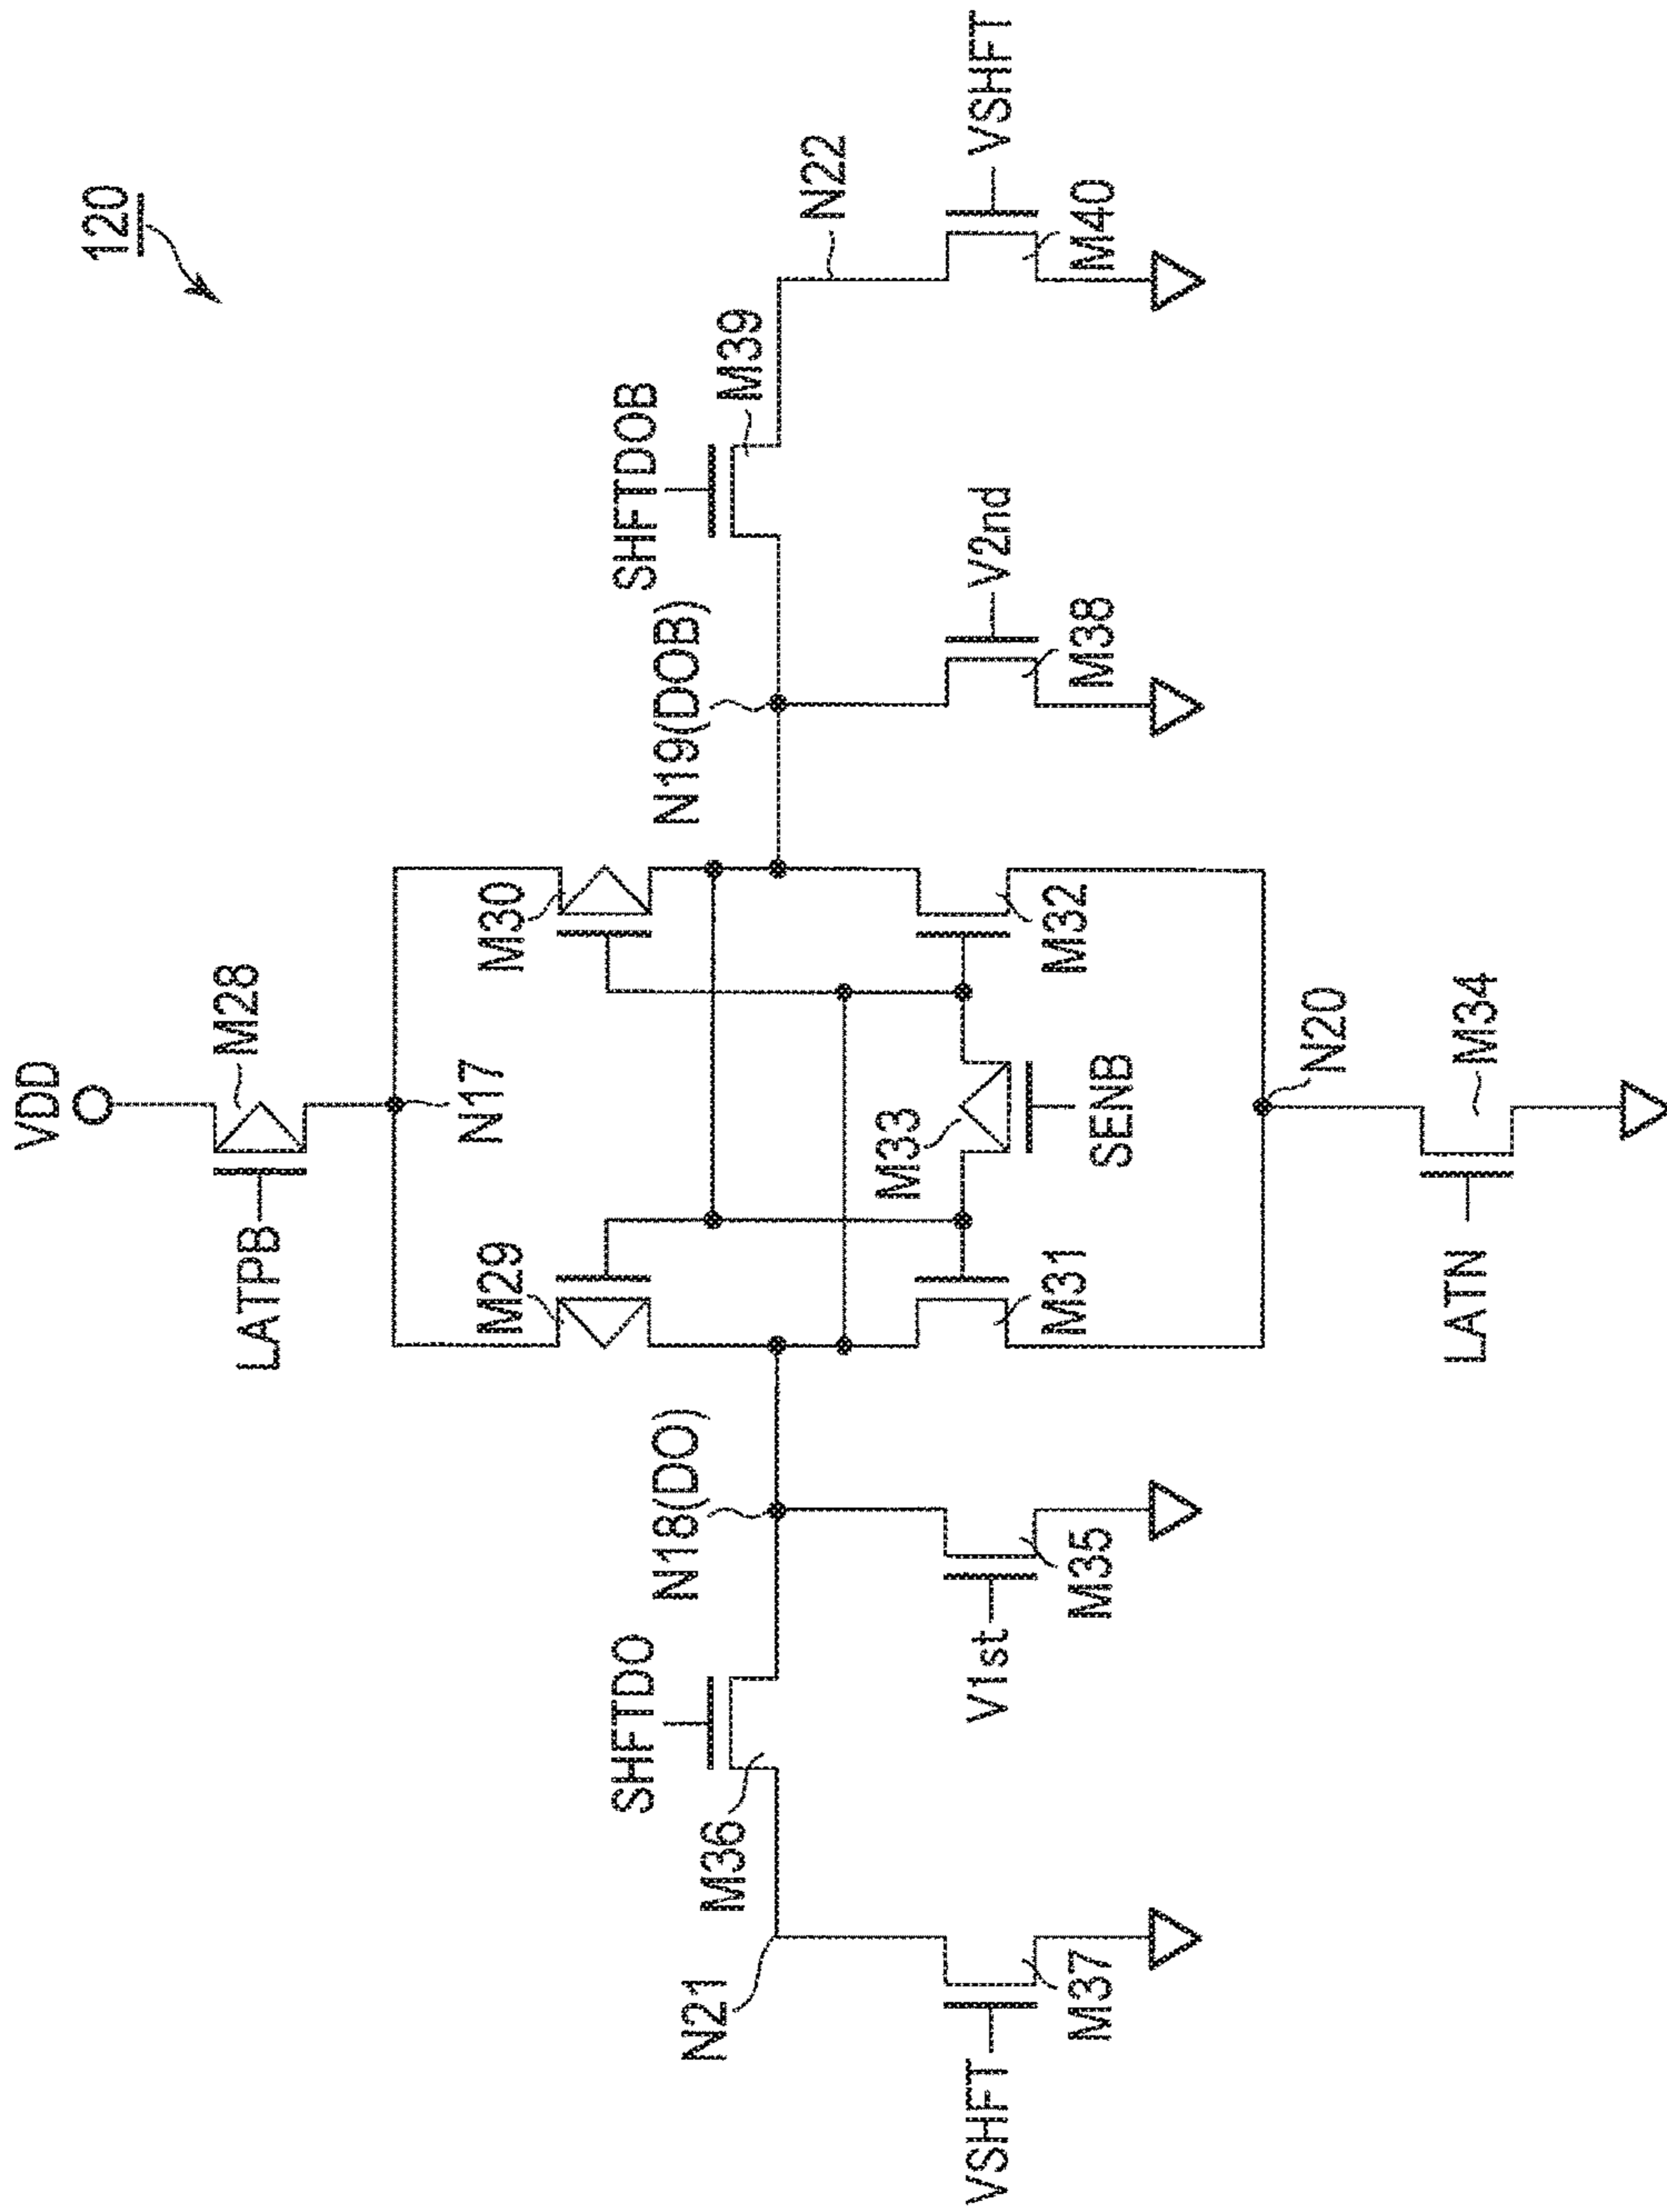 120
VDD
LATPB
M28
N17
M29
M30
SHFTDO
N18(DO)
N19(DOB)
SHFTDOB
M36
M39
N21
N22
M33
SENB
VSHFT
M37
V1st
M35
M31
M32
V2nd
M38
VSHFT
M40
N20
LATN
M34